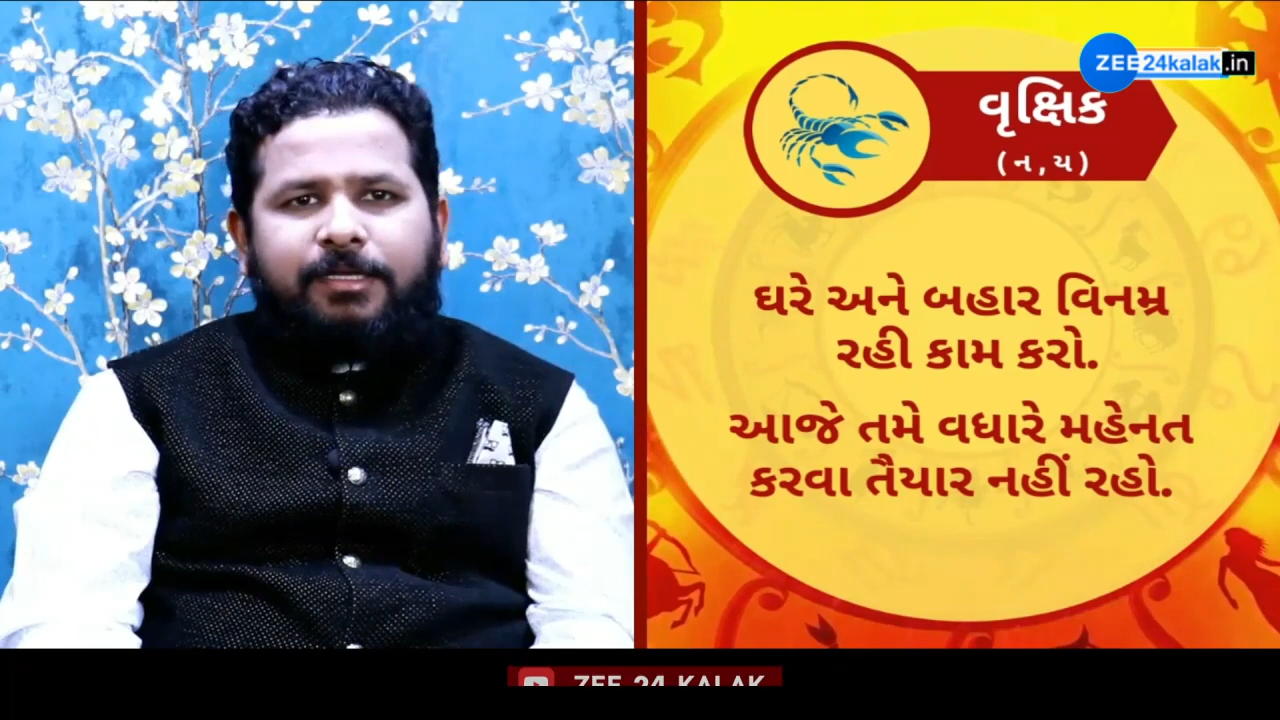 ZEE24kalak.in
વૃશ્ચિક
( ન , ય )
ઘરે અને બહાર વિનમ્ર
રહી કામ કરો.
આજે તમે વધારે મહેનત
કરવા તૈયાર નહીં રહો.
ZEE 24 KALAK